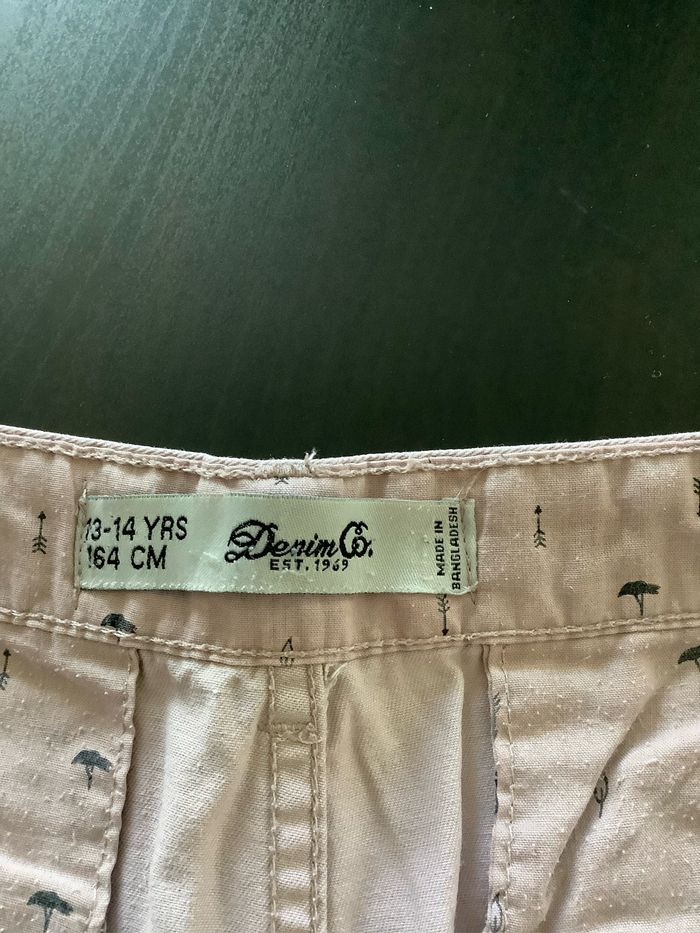 13-14 YRS
164 CM
Denim Co.
EST. 1969
MADE IN
BANGLADESH